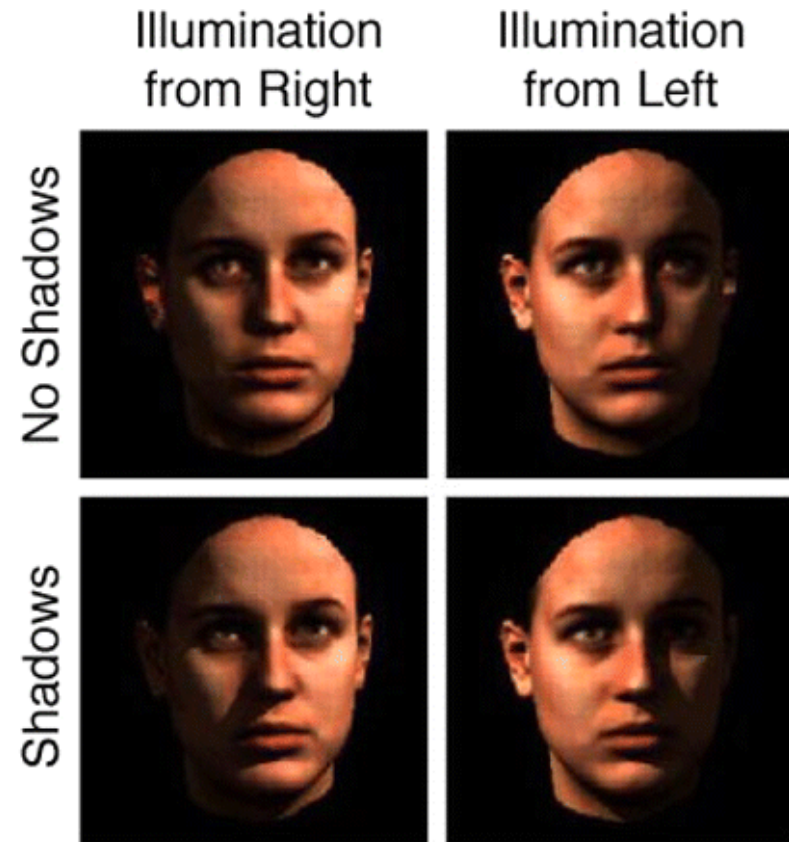 Illumination
from Right
Illumination
from Left
No Shadows
Shadows